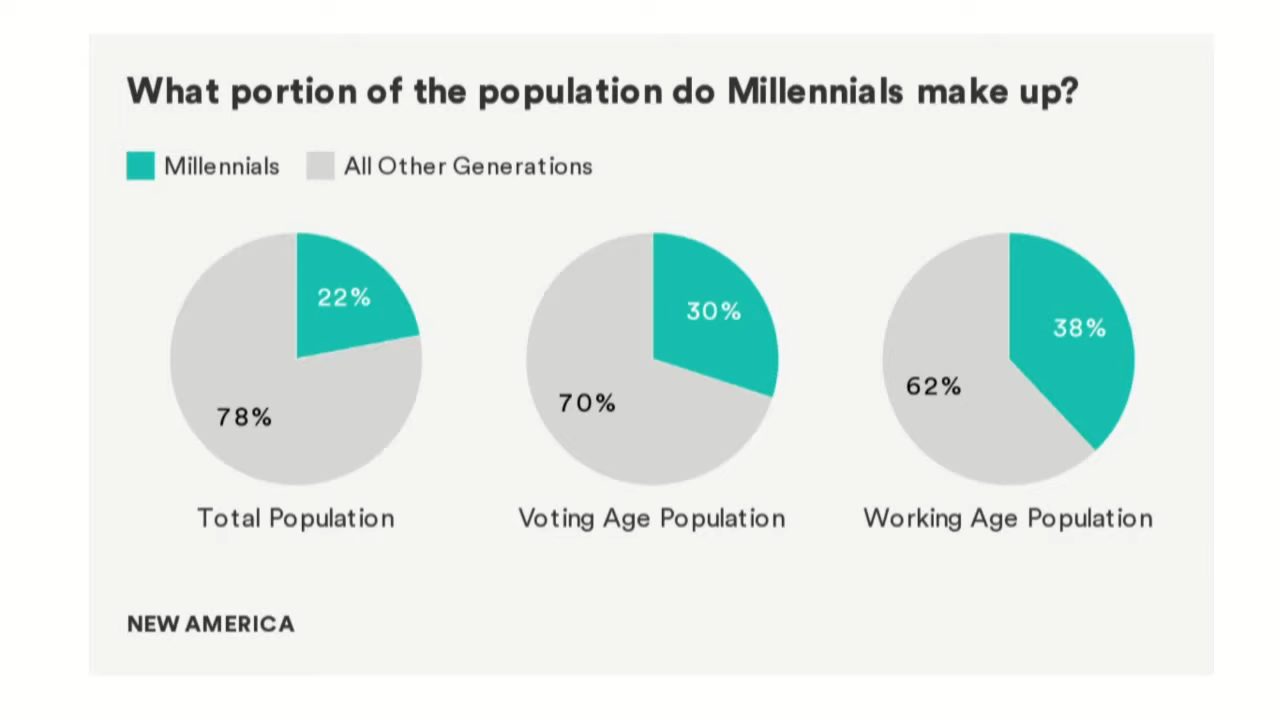 What portion of the population do Millennials make up?
Millennials All Other Generations
22%
78%
Total Population
30%
70%
Voting Age Population
38%
62%
Working Age Population
NEW AMERICA